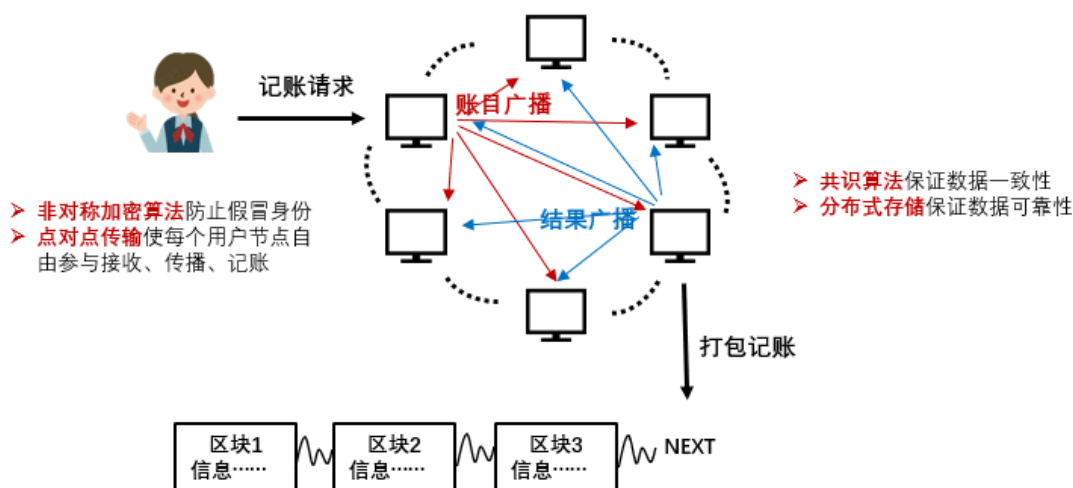 记账请求
账目广播
➢ 非对称加密算法防止假冒身份
➢ 点对点传输使每个用户节点自
由参与接收、传播、记账
结果广播
➢ 共识算法保证数据一致性
➢ 分布式存储保证数据可靠性
打包记账
区块1
信息……
区块2
信息……
区块3
信息……
NEXT